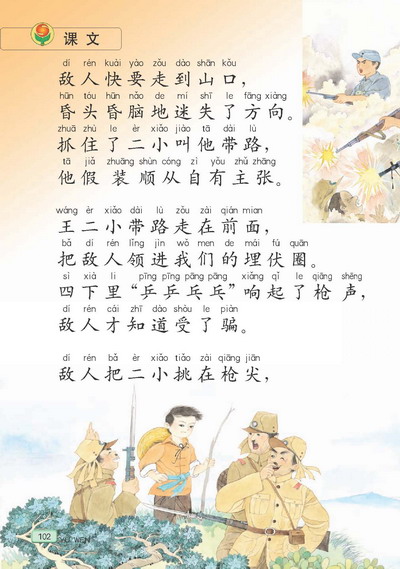 课文
dí rén kuài yào zǒu dào shān kǒu
敌人快要走到山口，
hūn tóu hūn nǎo de mí shī le fāng xiàng
昏头昏脑地迷失了方向。
zhuā zhù le èr xiǎo jiào tā dài lù
抓住了二小叫他带路，
tā jiǎ zhuāng shùn cóng zì yǒu zhǔ zhāng
他假装顺从自有主张。
wáng èr xiǎo dài lù zǒu zài qián mian
王二小带路走在前面，
bǎ dí rén lǐng jìn wǒ men de mái fú quān
把敌人领进我们的埋伏圈。
sì xià li pīng pīng pāng pāng xiǎng qǐ le qiāng shēng
四下里“乒乒乓乓”响起了枪声，
dí rén cái zhī dào shòu le piàn
敌人才知道受了骗。
dí rén bǎ èr xiǎo tiǎo zài qiāng jiān
敌人把二小挑在枪尖，
102 YU WEN